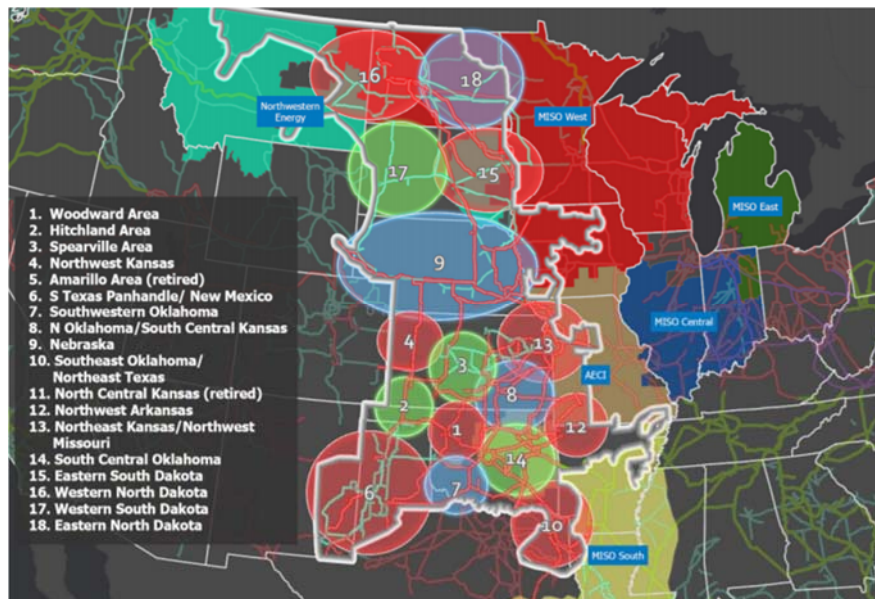 16
18
Northwestern
Energy
MISO West
17
15
MISO East
1. Woodward Area
2. Hitchland Area
3. Spearville Area
4. Northwest Kansas
5. Amarillo Area (retired)
6. S Texas Panhandle/ New Mexico
7. Southwestern Oklahoma
8. N Oklahoma/South Central Kansas
9. Nebraska
10. Southeast Oklahoma/
Northeast Texas
11. North Central Kansas (retired)
12. Northwest Arkansas
13. Northeast Kansas/Northwest
Missouri
14. South Central Oklahoma
15. Eastern South Dakota
16. Western North Dakota
17. Western South Dakota
18. Eastern North Dakota
9
MISO Central
4
13
3
AECI
8
2
1
12
14
6
7
10
MISO South